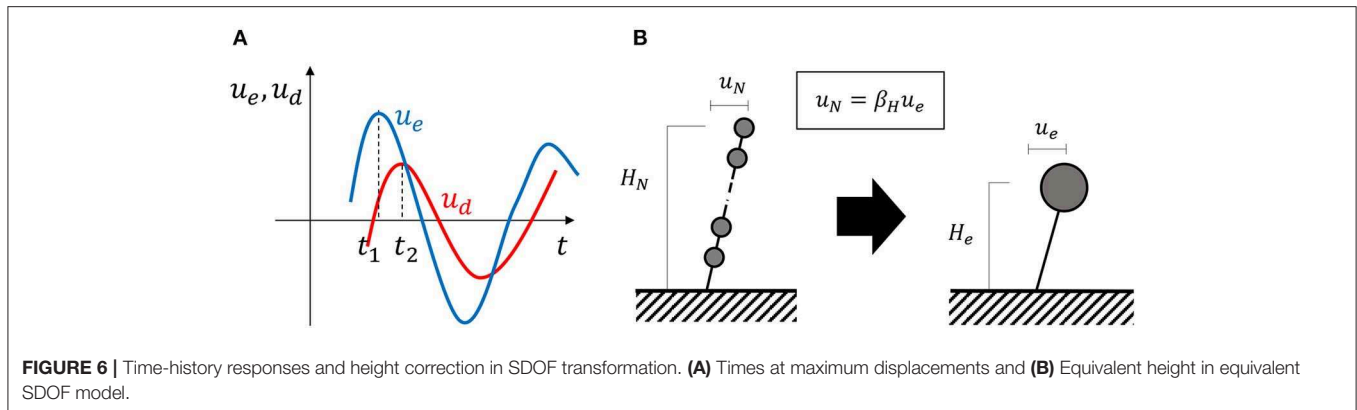 A
u_e, u_d
u_e
u_d
t_1
t_2
t
B
u_N
u_N = β_H u_e
H_N
u_e
H_e
FIGURE 6 | Time-history responses and height correction in SDOF transformation. (A) Times at maximum displacements and (B) Equivalent height in equivalent
SDOF model.